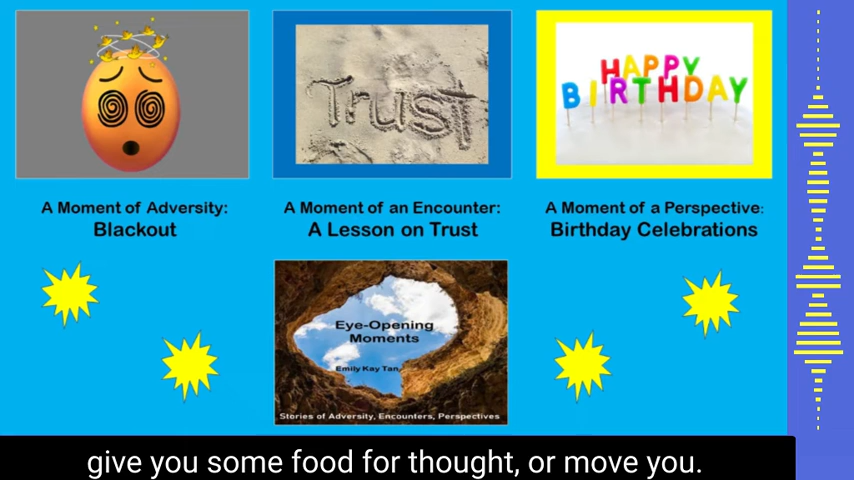 Trust
HAPPY
BIRTHDAY
A Moment of Adversity:
Blackout
A Moment of an Encounter:
A Lesson on Trust
A Moment of a Perspective:
Birthday Celebrations
Eye-Opening
Moments
Emily Kay Tan
Stories of Adversity, Encounters, Perspectives
give you some food for thought, or move you.